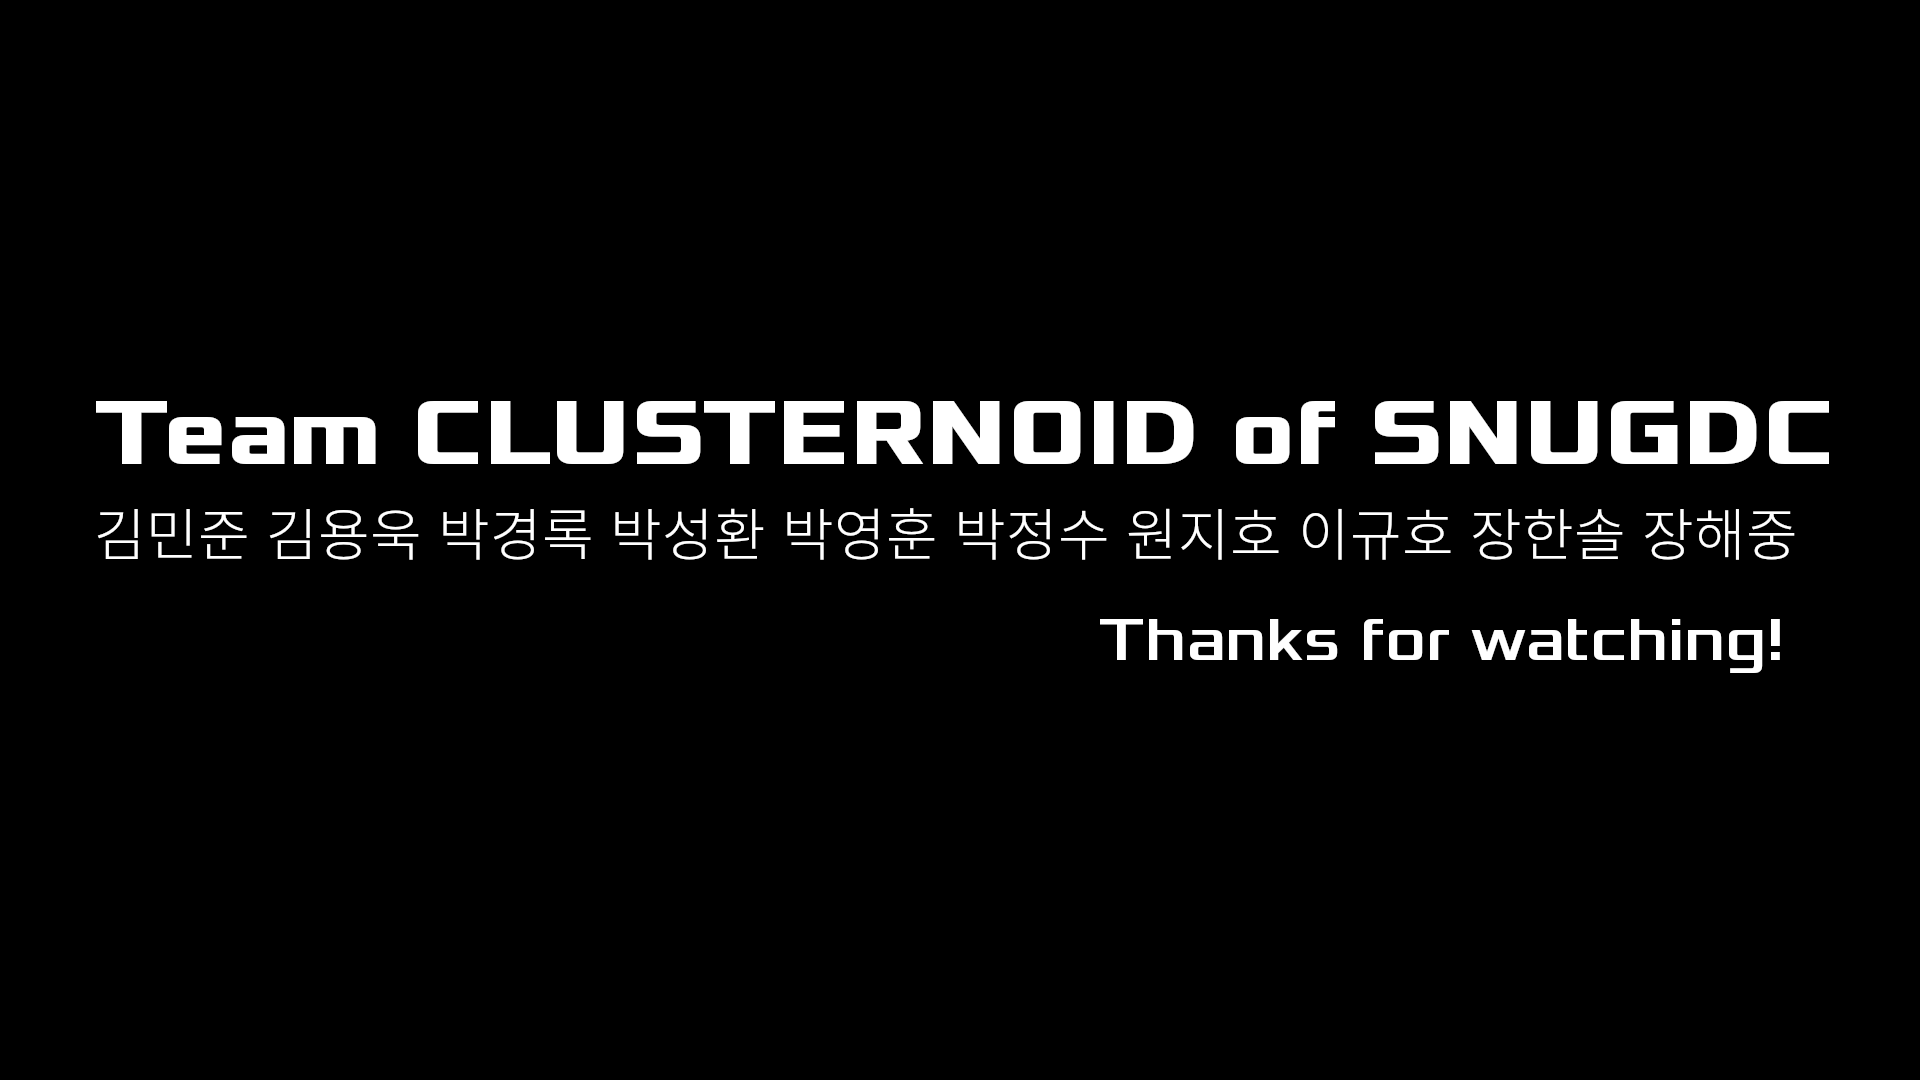 Team CLUSTERNOID of SNUGDC
김민준 김용욱 박경록 박성환 박영훈 박정수 원지호 이규호 장한솔 장해중
Thanks for watching!